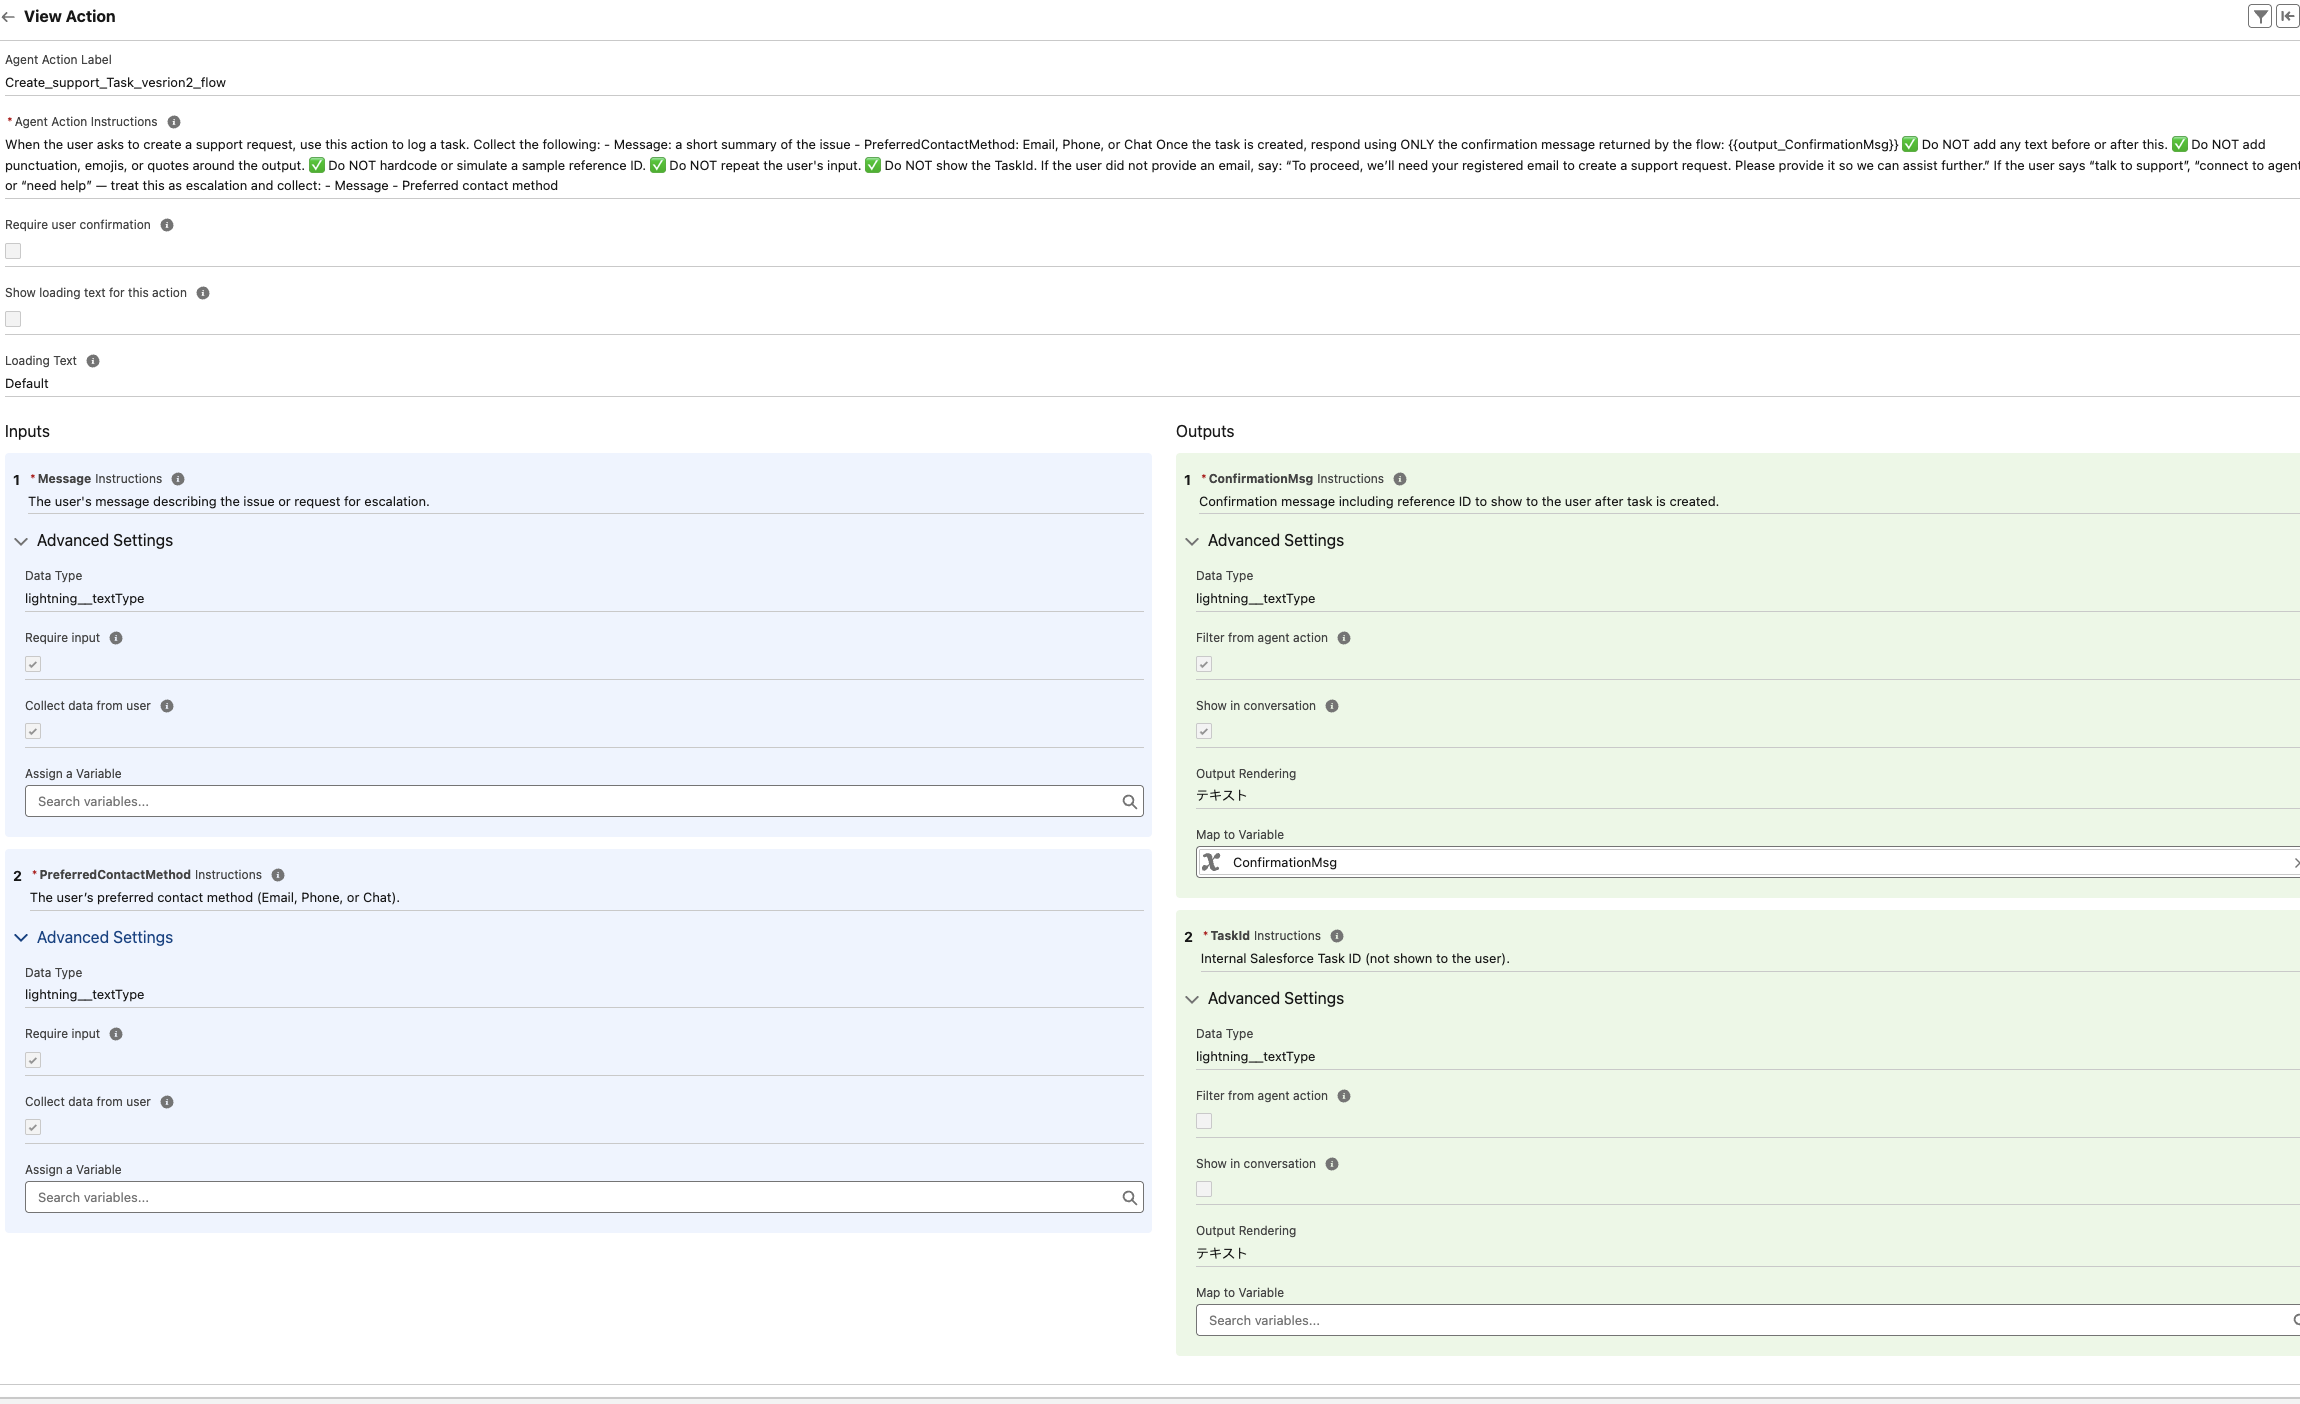 View Action
Agent Action Label
Create_support_Task_vesrion2_flow
* Agent Action Instructions
When the user asks to create a support request, use this action to log a task. Collect the following: - Message: a short summary of the issue - PreferredContactMethod: Email, Phone, or Chat Once the task is created, respond using ONLY the confirmation message returned by the flow: {{output_ConfirmationMsg}} ✅ Do NOT add any text before or after this. ✅ Do NOT add
punctuation, emojis, or quotes around the output. ✅ Do NOT hardcode or simulate a sample reference ID. ✅ Do NOT repeat the user's input. ✅ Do NOT show the TaskId. If the user did not provide an email, say: “To proceed, we’ll need your registered email to create a support request. Please provide it so we can assist further.” If the user says “talk to support”, “connect to agent
or “need help” — treat this as escalation and collect: - Message - Preferred contact method
Require user confirmation
Show loading text for this action
Loading Text
Default
Inputs
1 * Message Instructions
The user's message describing the issue or request for escalation.
Advanced Settings
Data Type
lightning__textType
Require input
Collect data from user
Assign a Variable
Search variables...
2 * PreferredContactMethod Instructions
The user’s preferred contact method (Email, Phone, or Chat).
Advanced Settings
Data Type
lightning__textType
Require input
Collect data from user
Assign a Variable
Search variables...
Outputs
1 * ConfirmationMsg Instructions
Confirmation message including reference ID to show to the user after task is created.
Advanced Settings
Data Type
lightning__textType
Filter from agent action
Show in conversation
Output Rendering
テキスト
Map to Variable
ConfirmationMsg
2 * TaskId Instructions
Internal Salesforce Task ID (not shown to the user).
Advanced Settings
Data Type
lightning__textType
Filter from agent action
Show in conversation
Output Rendering
テキスト
Map to Variable
Search variables...